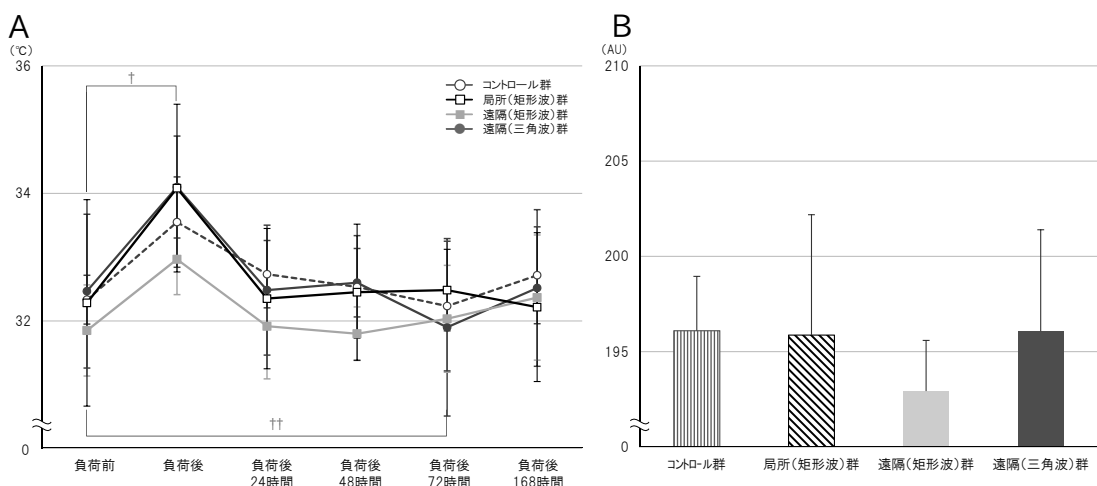 A
(℃)
36
34
32
0
†
コントロール群
局所(矩形波)群
遠隔(矩形波)群
遠隔(三角波)群
††
負荷前
負荷後
負荷後
24時間
負荷後
48時間
負荷後
72時間
負荷後
168時間
B
(AU)
210
205
200
195
0
コントロール群
局所(矩形波)群
遠隔(矩形波)群
遠隔(三角波)群